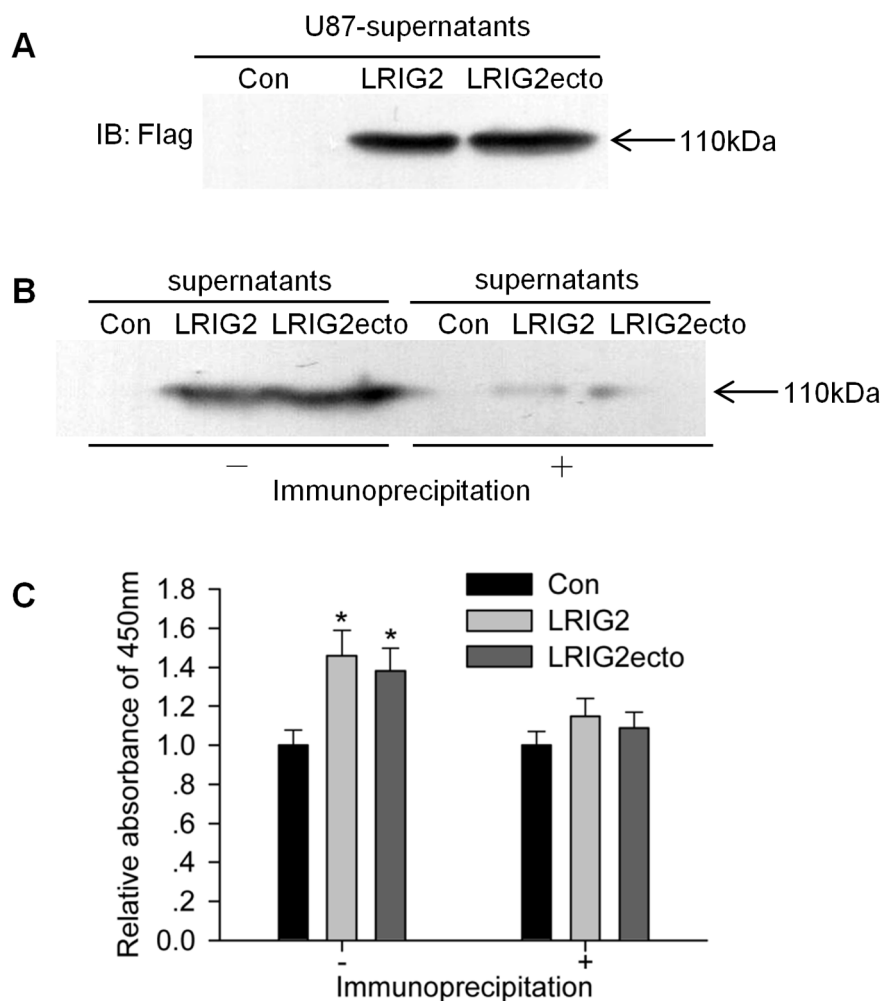 A
U87-supernatants
Con LRIG2 LRIG2ecto
IB: Flag
110kDa
B
supernatants supernatants
Con LRIG2 LRIG2ecto Con LRIG2 LRIG2ecto
110kDa
− +
Immunoprecipitation
C
Relative absorbance of 450nm
1.8
1.6
1.4
1.2
1.0
.8
.6
.4
.2
0.0
* *
Con
LRIG2
LRIG2ecto
- +
Immunoprecipitation